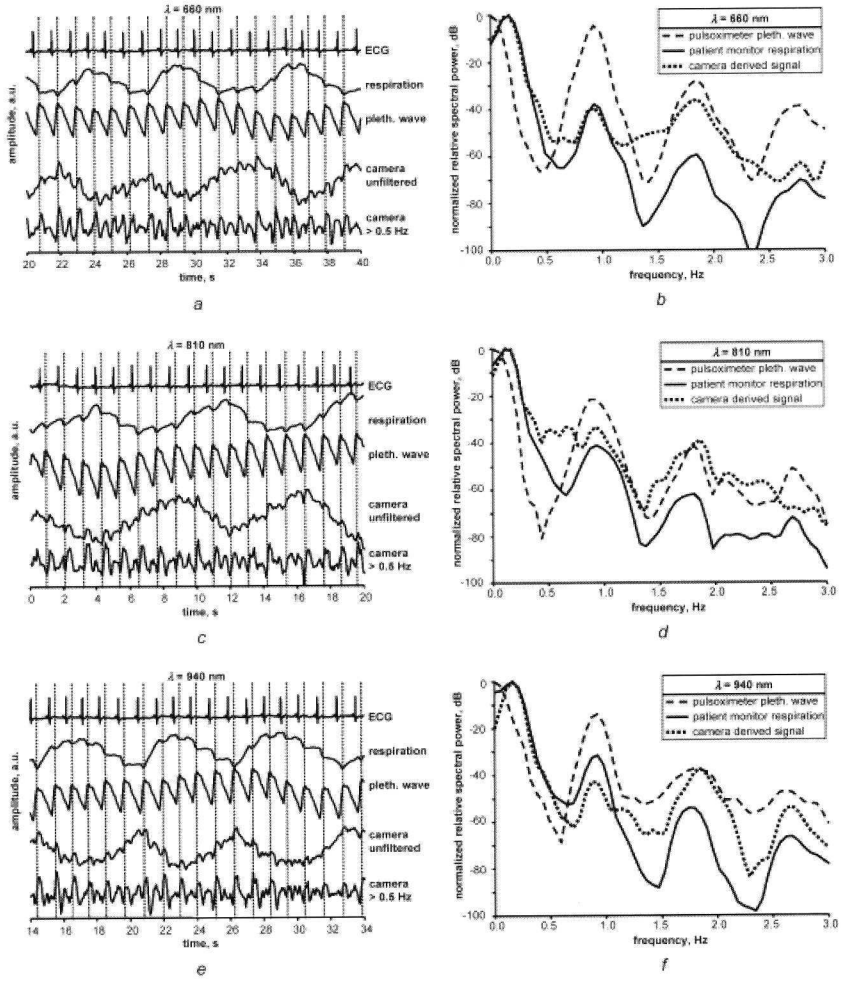 λ = 660 nm
ECG
respiration
pleth. wave
camera
unfiltered
camera
> 0.5 Hz
amplitude, a.u.
20 22 24 26 28 30 32 34 36 38 40
time, s
a
0
-20
-40
-60
-80
-100
normalized relative spectral power, dB
λ = 660 nm
pulsoximeter pleth. wave
patient monitor respiration
camera derived signal
0.0 0.5 1.0 1.5 2.0 2.5 3.0
frequency, Hz
b
λ = 810 nm
ECG
respiration
pleth. wave
camera
unfiltered
camera
> 0.5 Hz
amplitude, a.u.
0 2 4 6 8 10 12 14 16 18 20
time, s
c
0
-20
-40
-60
-80
-100
normalized relative spectral power, dB
λ = 810 nm
pulsoximeter pleth. wave
patient monitor respiration
camera derived signal
0.0 0.5 1.0 1.5 2.0 2.5 3.0
frequency, Hz
d
λ = 940 nm
ECG
respiration
pleth. wave
camera
unfiltered
camera
> 0.5 Hz
amplitude, a.u.
14 16 18 20 22 24 26 28 30 32 34
time, s
e
0
-20
-40
-60
-80
-100
normalized relative spectral power, dB
λ = 940 nm
pulsoximeter pleth. wave
patient monitor respiration
camera derived signal
0.0 0.5 1.0 1.5 2.0 2.5 3.0
frequency, Hz
f